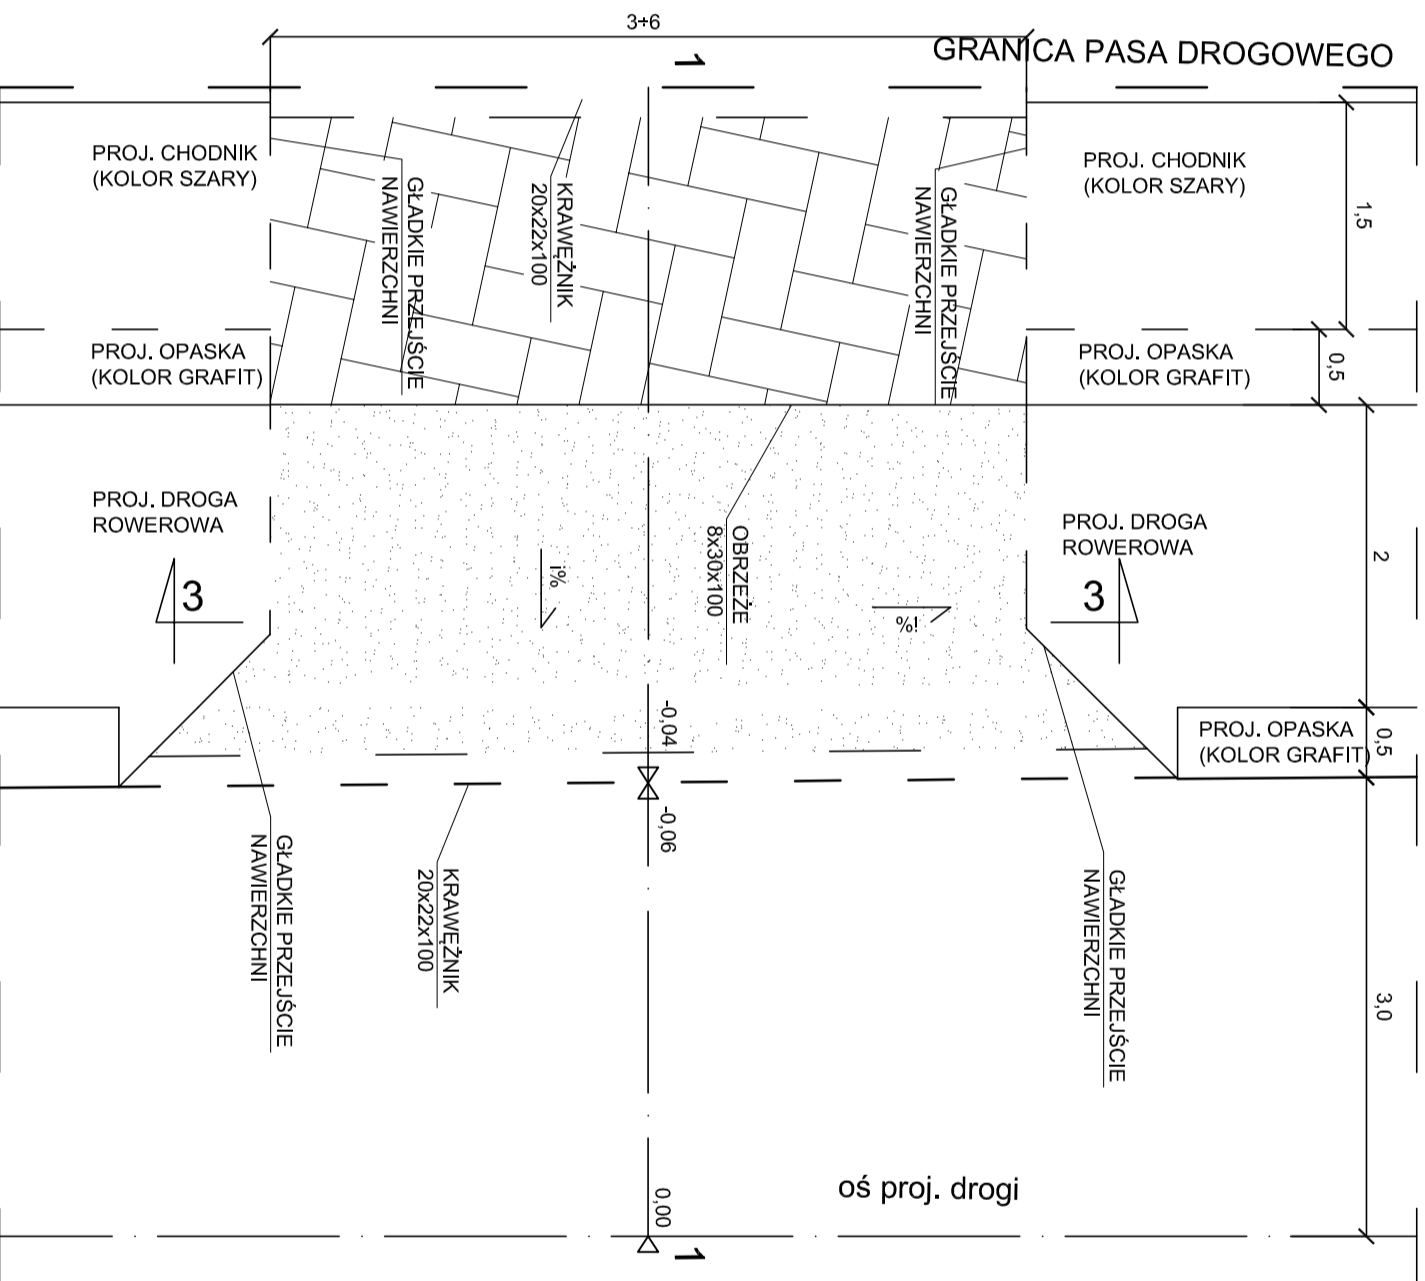 3÷6
1
GRANICA PASA DROGOWEGO
PROJ. CHODNIK
(KOLOR SZARY)
GŁADKIE PRZEJŚCIE
NAWIERZCHNI
KRAWĘŻNIK
20x22x100
GŁADKIE PRZEJŚCIE
NAWIERZCHNI
PROJ. CHODNIK
(KOLOR SZARY)
1,5
PROJ. OPASKA
(KOLOR GRAFIT)
PROJ. OPASKA
(KOLOR GRAFIT)
0,5
PROJ. DROGA
ROWEROWA
3
i%
OBRZEŻE
8x30x100
%!
PROJ. DROGA
ROWEROWA
3
2
-0,04
-0,06
PROJ. OPASKA
(KOLOR GRAFIT)
0,5
GŁADKIE PRZEJŚCIE
NAWIERZCHNI
KRAWĘŻNIK
20x22x100
GŁADKIE PRZEJŚCIE
NAWIERZCHNI
3,0
oś proj. drogi
0,00
1